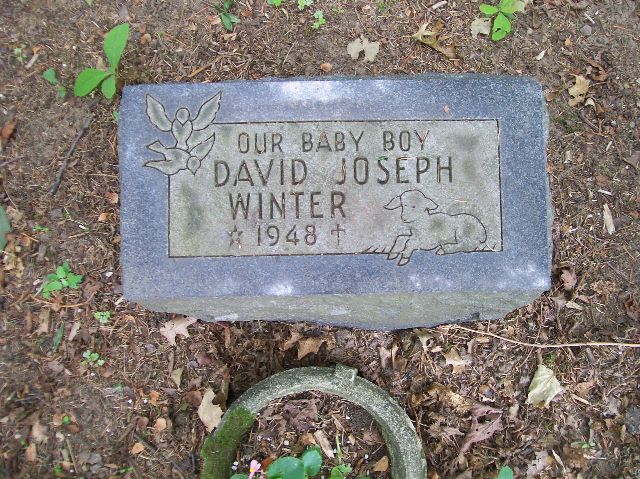 OUR BABY BOY
DAVID JOSEPH
WINTER
☆ 1948 ✝